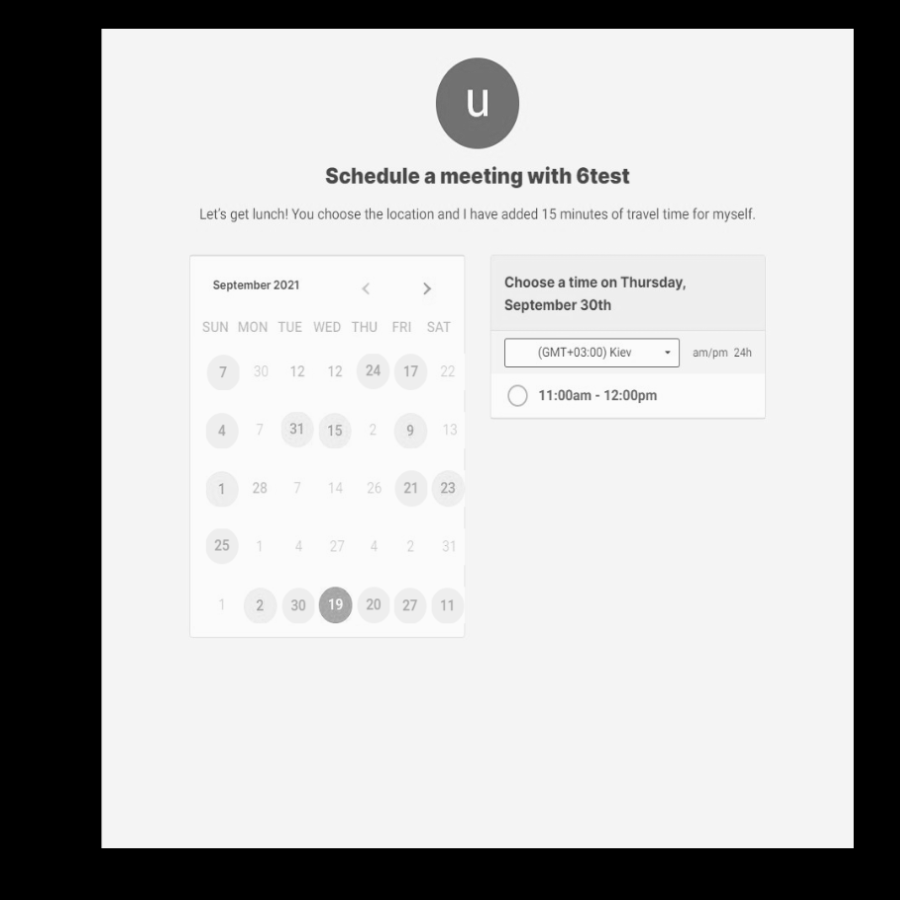 u
Schedule a meeting with 6test
Let's get lunch! You choose the location and I have added 15 minutes of travel time for myself.
September 2021
SUN MON TUE WED THU FRI SAT
7 30 12 12 24 17 22
4 7 31 15 2 9 13
1 28 7 14 26 21 23
25 1 4 27 4 2 31
1 2 30 19 20 27 11
Choose a time on Thursday,
September 30th
(GMT+03:00) Kiev am/pm 24h
11:00am - 12:00pm